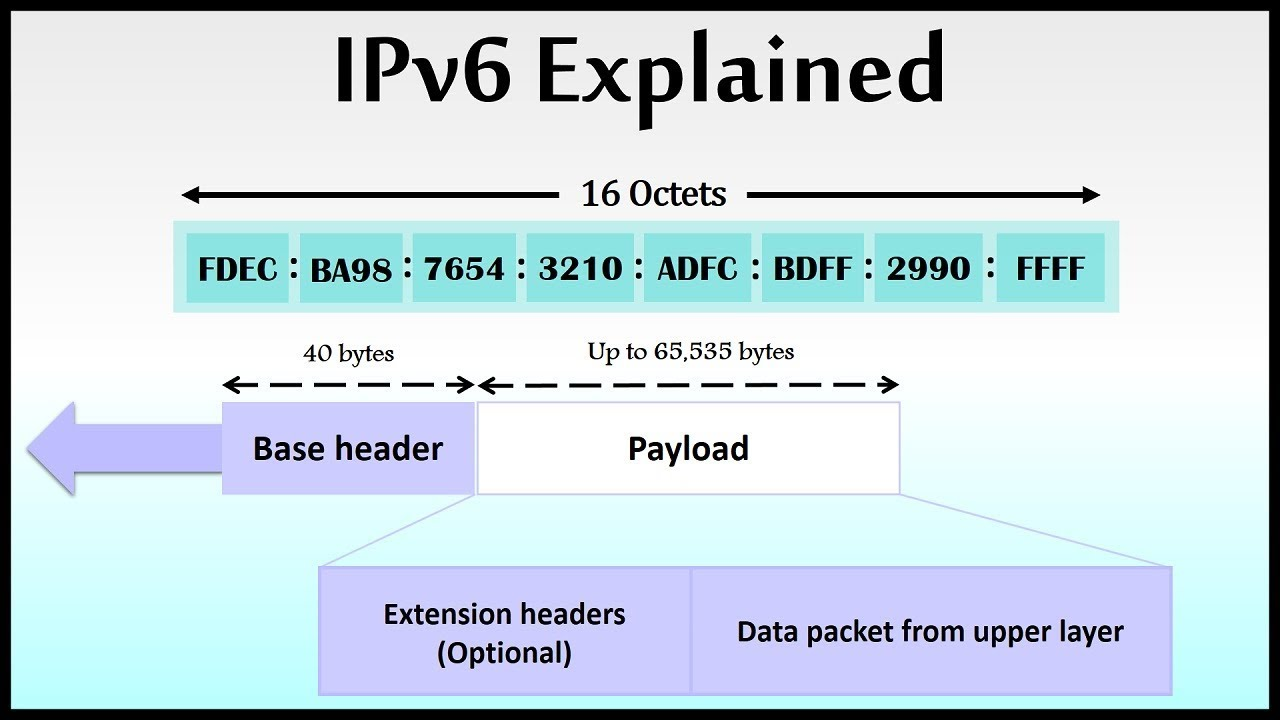 IPv6 Explained
16 Octets
FDEC : BA98 : 7654 : 3210 : ADFC : BDFF : 2990 : FFFF
40 bytes
Up to 65,535 bytes
Base header
Payload
Extension headers
(Optional)
Data packet from upper layer